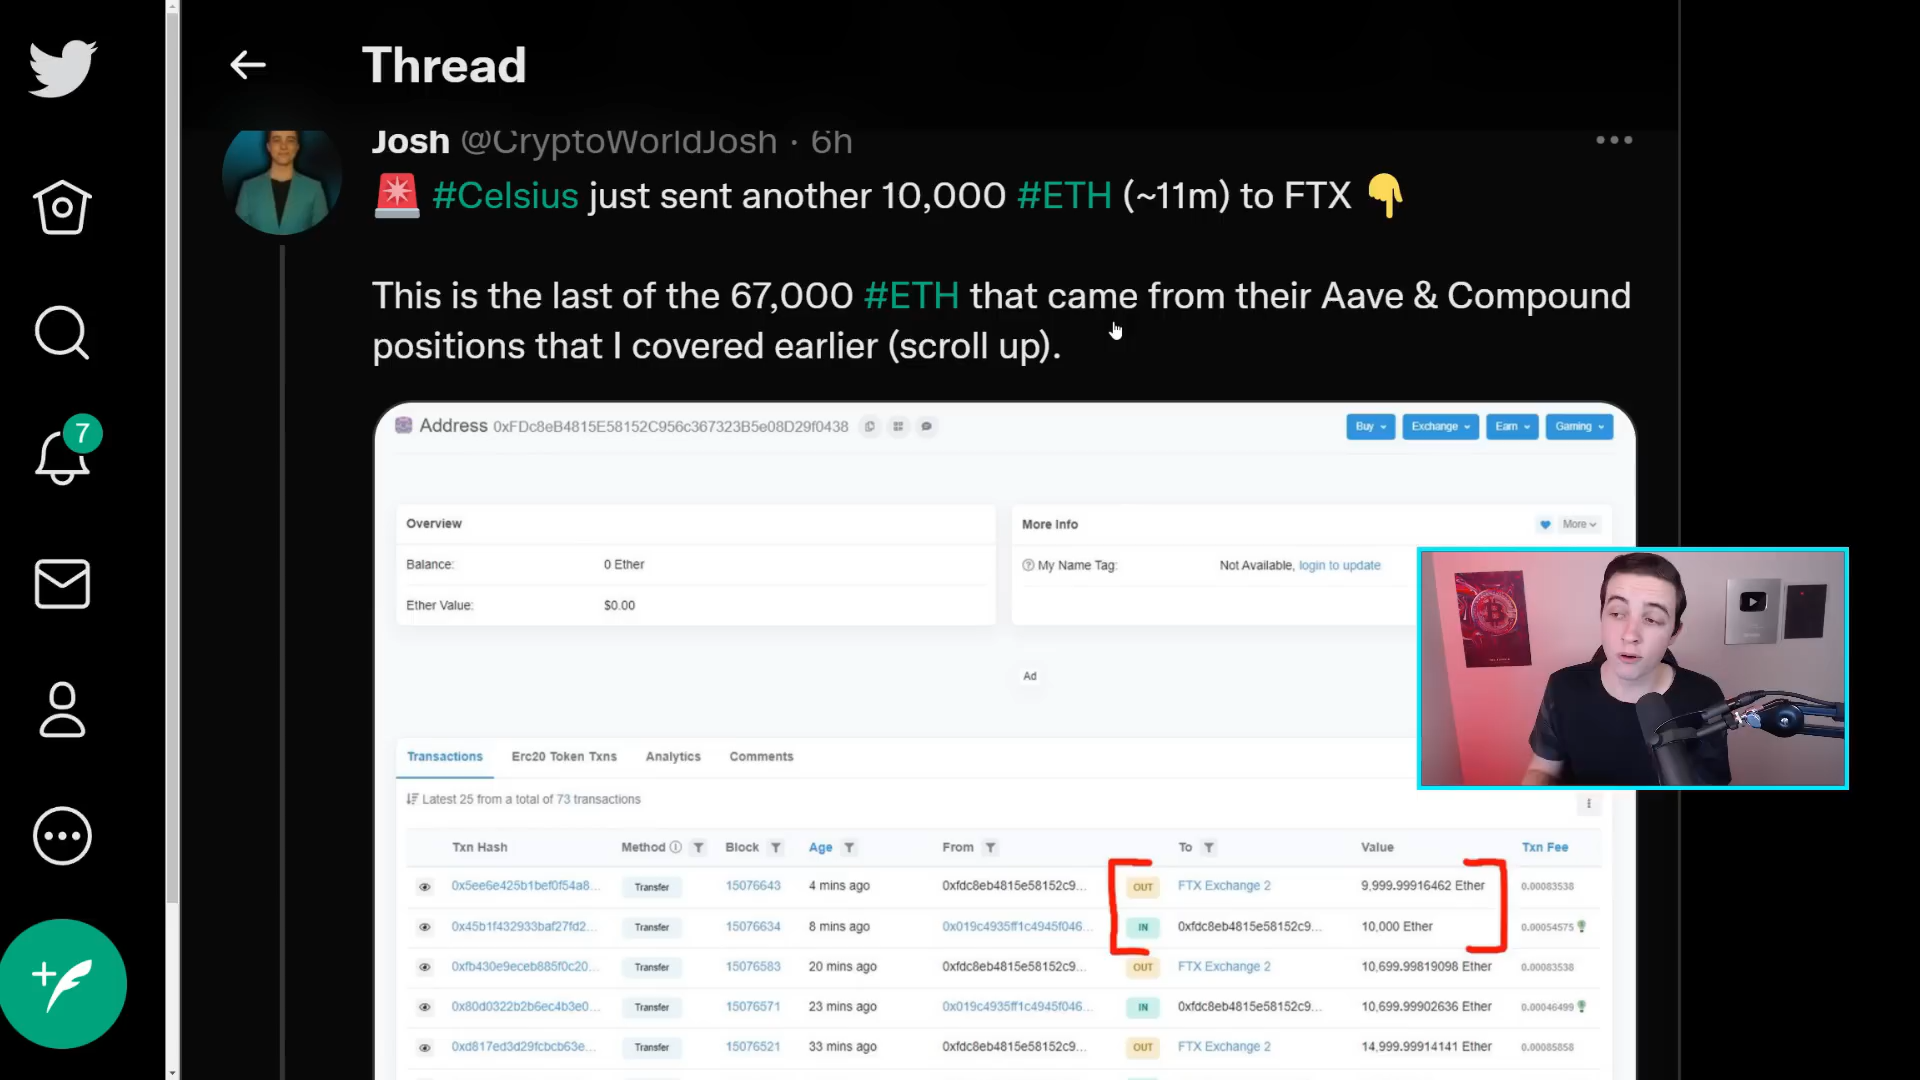 Thread
Josh @CryptoWorldJosh · 6h
#Celsius just sent another 10,000 #ETH (~11m) to FTX
This is the last of the 67,000 #ETH that came from their Aave & Compound
positions that I covered earlier (scroll up).
7
Address 0xFDc8eB4815E58152C956c367323B5e08D29f0438
Buy Exchange Earn Gaming
Overview
Balance: 0 Ether
Ether Value: $0.00
More Info More
My Name Tag: Not Available, login to update
Ad
Transactions Erc20 Token Txns Analytics Comments
Latest 25 from a total of 73 transactions
Txn Hash Method Block Age From To Value Txn Fee
0x5ee6e425b1bef0f54a8... Transfer 15076643 4 mins ago 0xfdc8eb4815e58152c9... OUT FTX Exchange 2 9,999.99916462 Ether 0.00083538
0x45b1f432933baf27fd2... Transfer 15076634 8 mins ago 0x019c4935ff1c4945f046... IN 0xfdc8eb4815e58152c9... 10,000 Ether 0.00054575
0xfb430e9eceb885f0c20... Transfer 15076583 20 mins ago 0xfdc8eb4815e58152c9... OUT FTX Exchange 2 10,699.99819098 Ether 0.00083538
0x80d0322b2b6ec4b3e0... Transfer 15076571 23 mins ago 0x019c4935ff1c4945f046... IN 0xfdc8eb4815e58152c9... 10,699.99902636 Ether 0.00046499
0xd817ed3d29fcbcb63e... Transfer 15076521 33 mins ago 0xfdc8eb4815e58152c9... OUT FTX Exchange 2 14,999.99914141 Ether 0.00085858